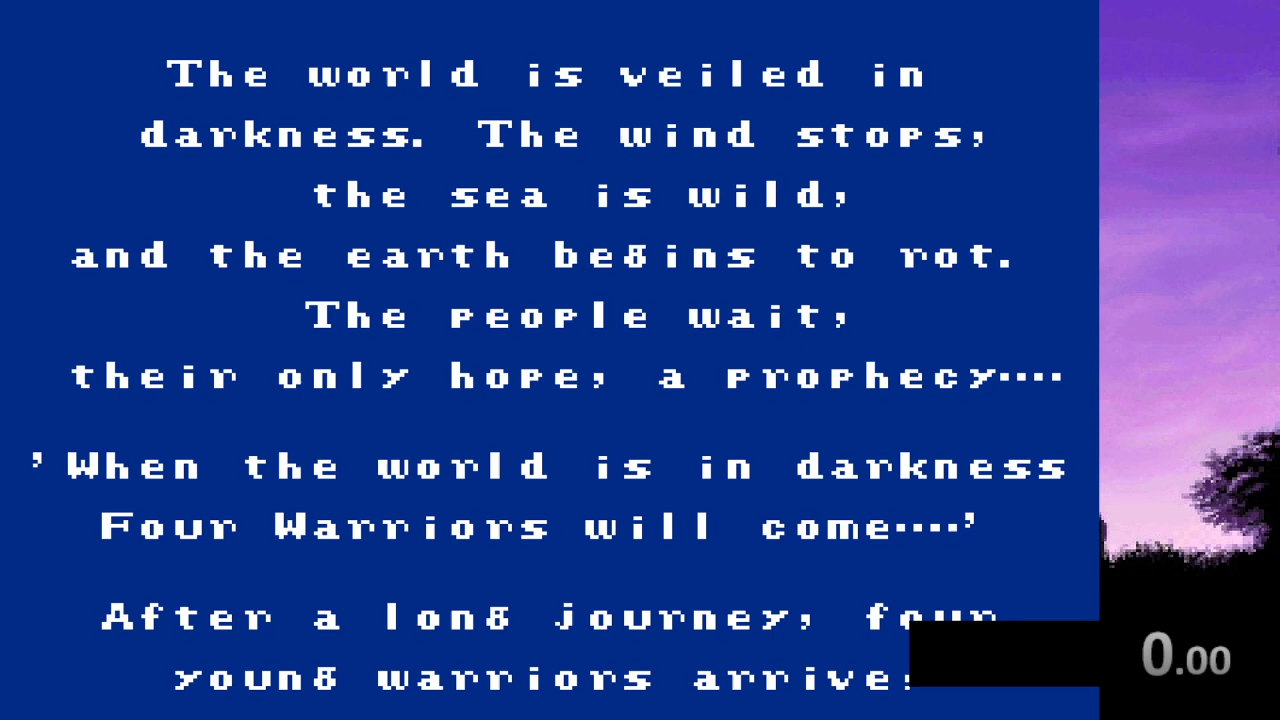 The world is veiled in
darkness. The wind stops,
the sea is wild,
and the earth begins to rot.
The people wait,
their only hope, a prophecy....
'When the world is in darkness
Four Warriors will come....'
After a long journey, four
young warriors arrive,
0.00